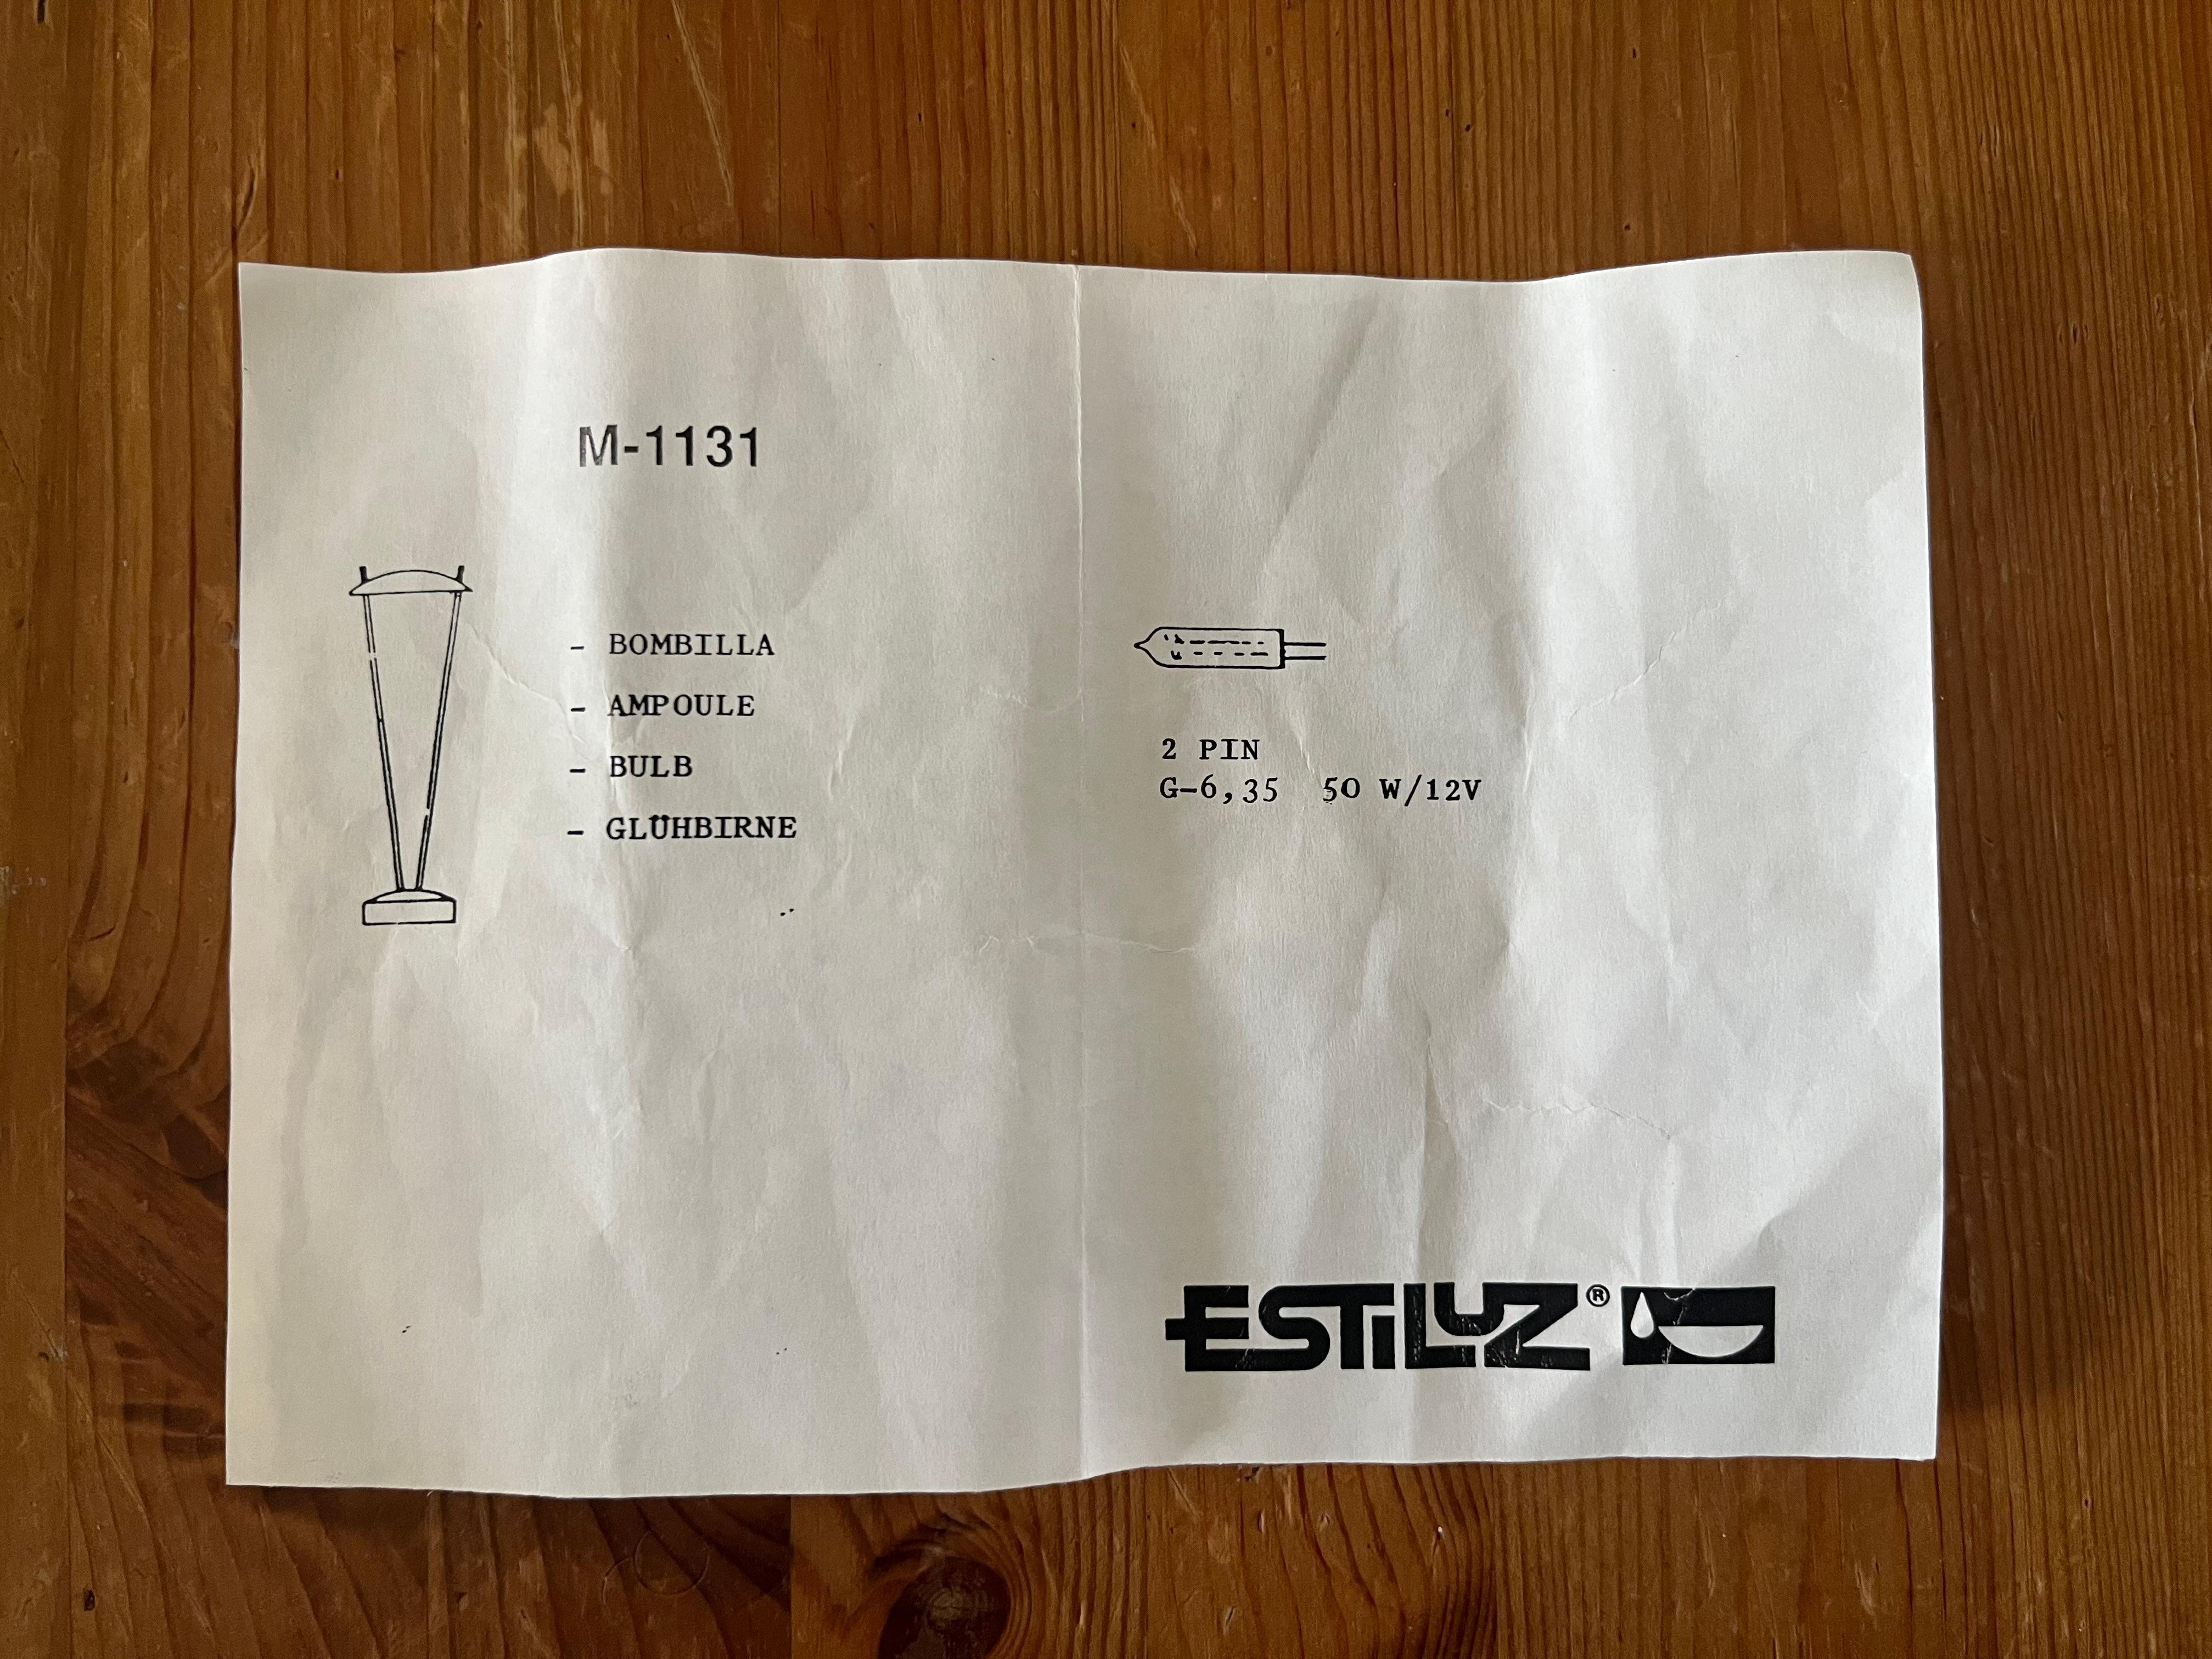 M-1131
- BOMBILLA
- AMPOULE
- BULB
- GLÜHBIRNE
2 PIN
G-6,35 50 W/12V
ESTILUZ®